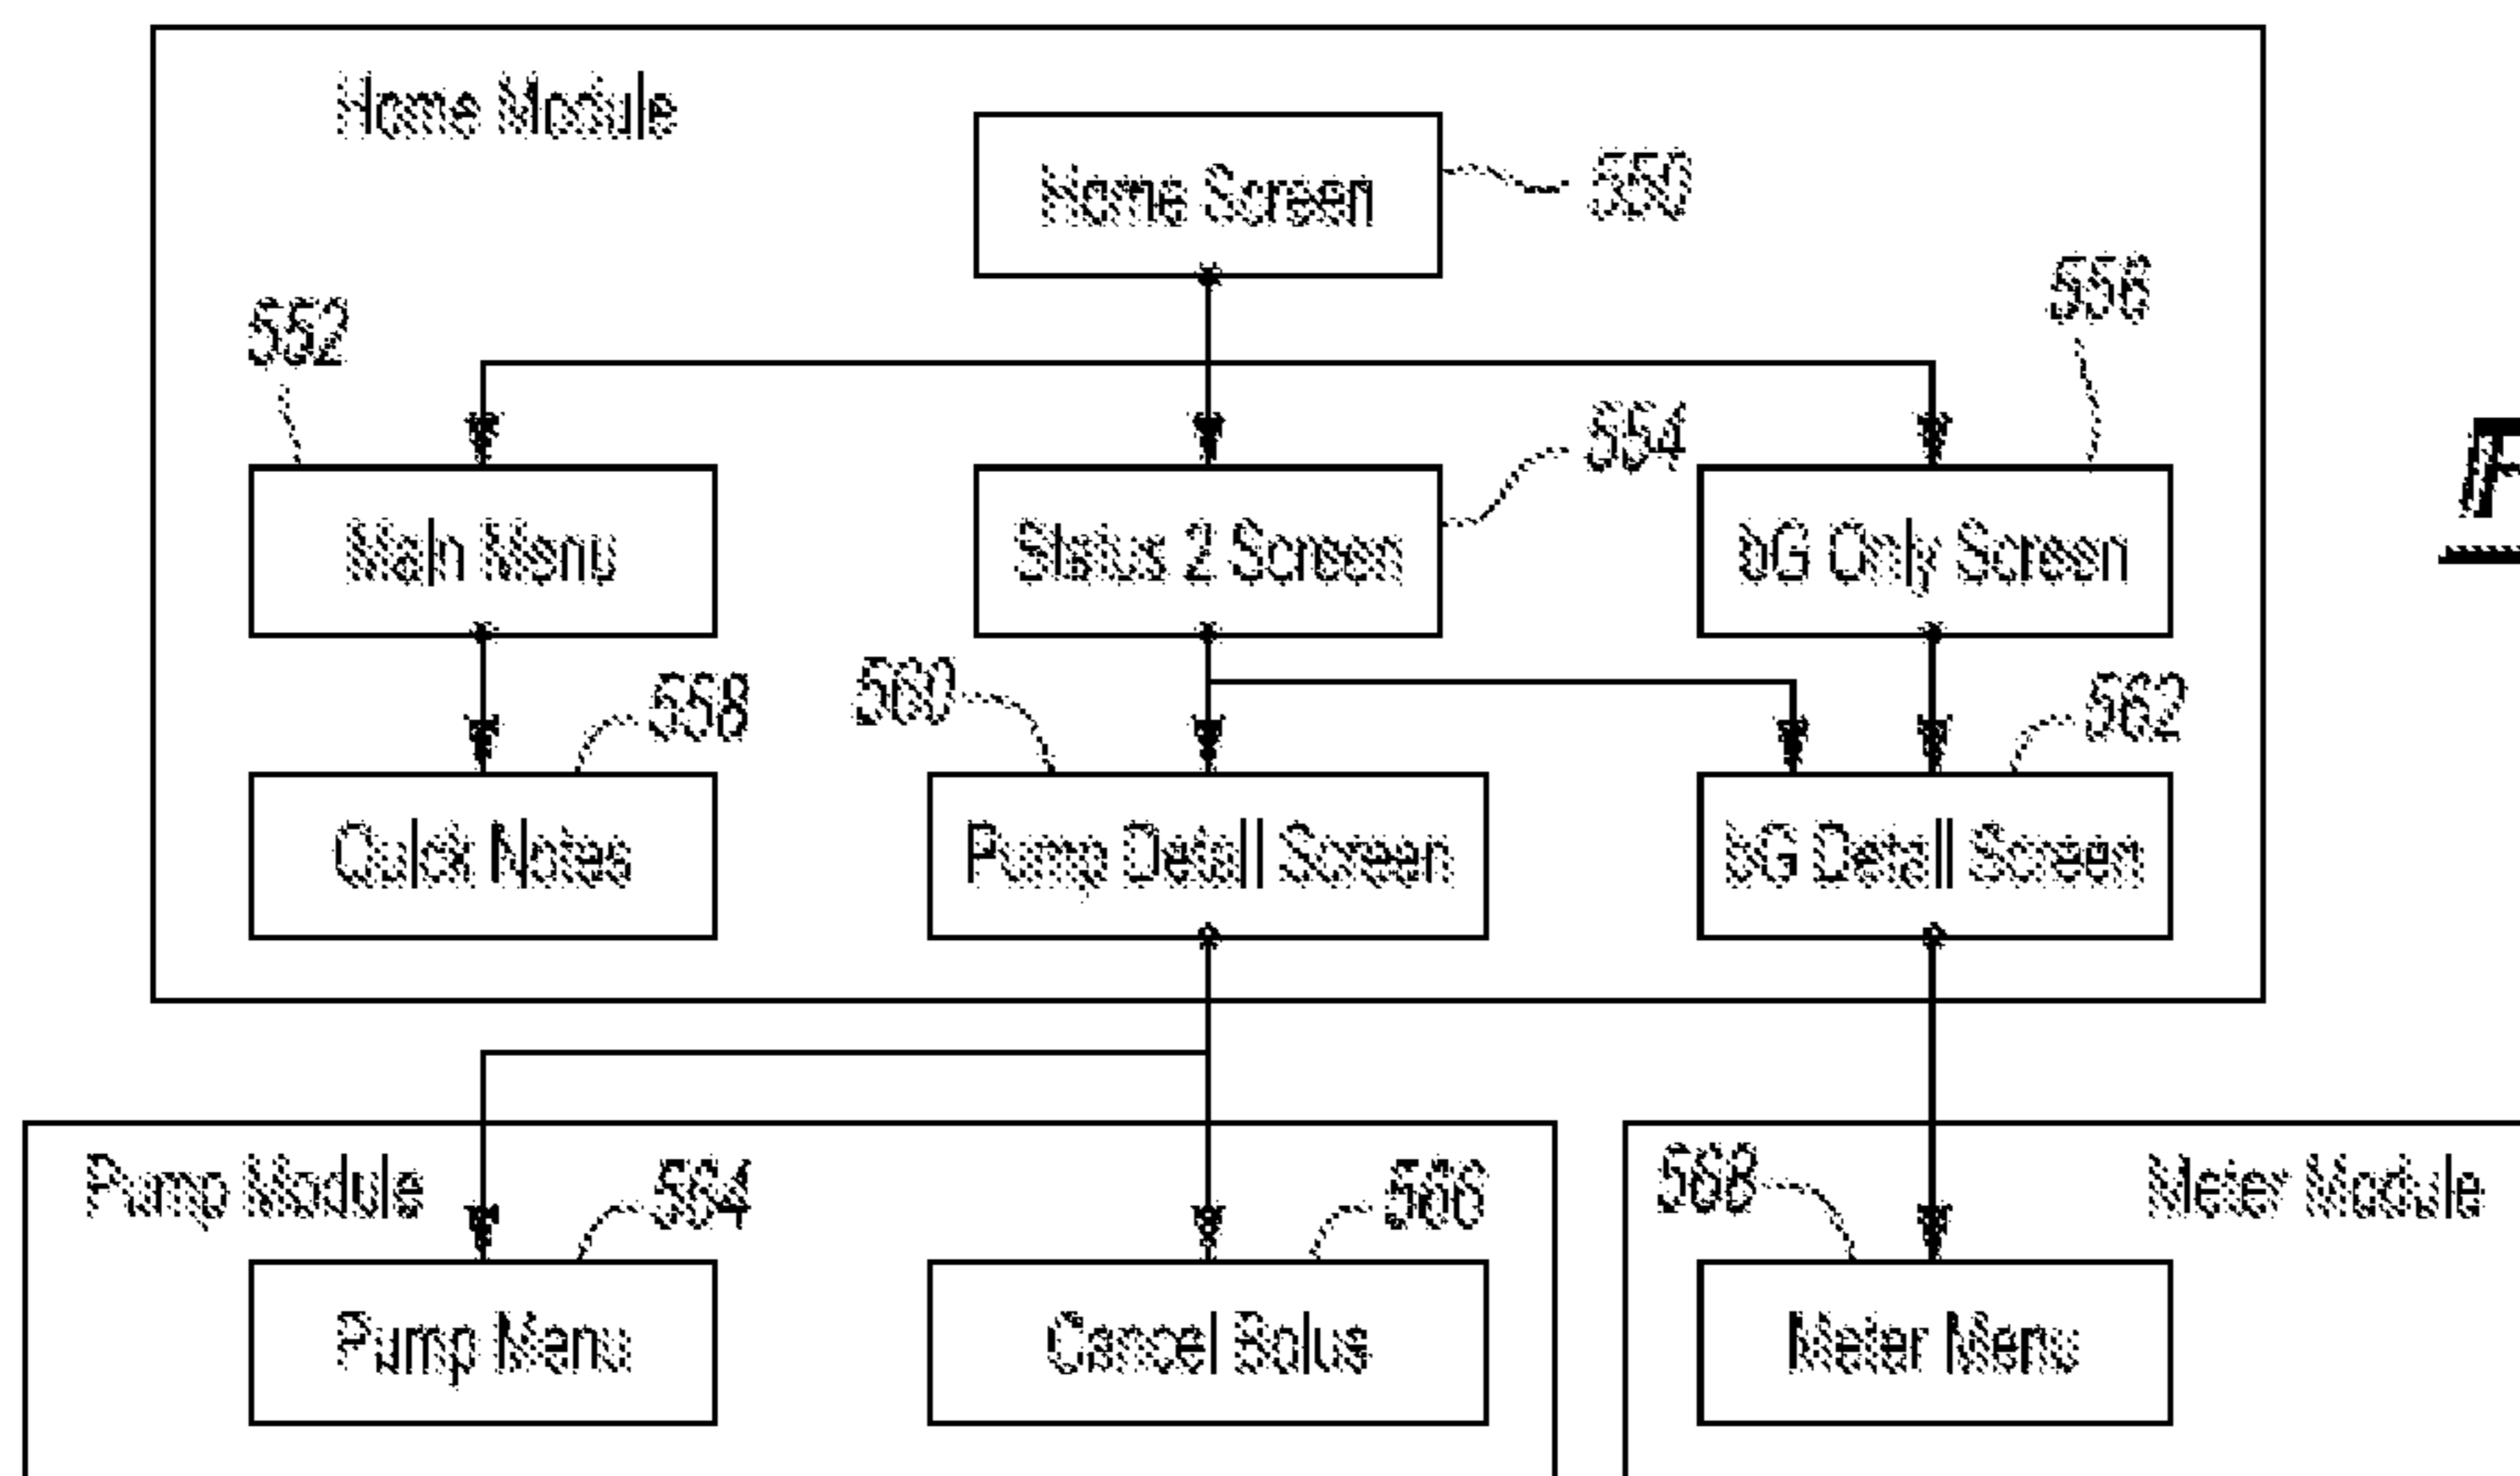 Home Module
Home Screen
550
552
556
554
Main Menu
Status 2 Screen
bG Only Screen
558
560
562
Quick Notes
Pump Detail Screen
bG Detail Screen
Pump Module
564
566
568
Meter Module
Pump Menu
Cancel Bolus
Meter Menu